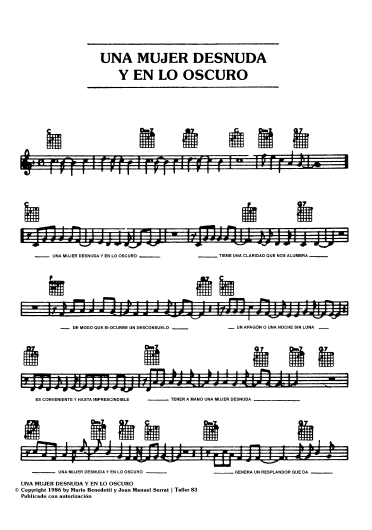 UNA MUJER DESNUDA
Y EN LO OSCURO
C Dm7 G7 C Dm7 G7
C F G7
UNA MUJER DESNUDA Y EN LO OSCURO TIENE UNA CLARIDAD QUE NOS ALUMBRA
F G7 C
DE MODO QUE SI OCURRE UN DESCONSUELO UN APAGÓN O UNA NOCHE SIN LUNA
D7 Dm7 G7 Dm7 G7
ES CONVENIENTE Y HASTA IMPRESCINDIBLE TENER A MANO UNA MUJER DESNUDA
Dm7 G7 C Dm7
UNA MUJER DESNUDA Y EN LO OSCURO GENERA UN RESPLANDOR QUE DA
UNA MUJER DESNUDA Y EN LO OSCURO
© Copyright 1986 by Mario Benedetti y Joan Manuel Serrat | Taller 83
Publicado con autorización